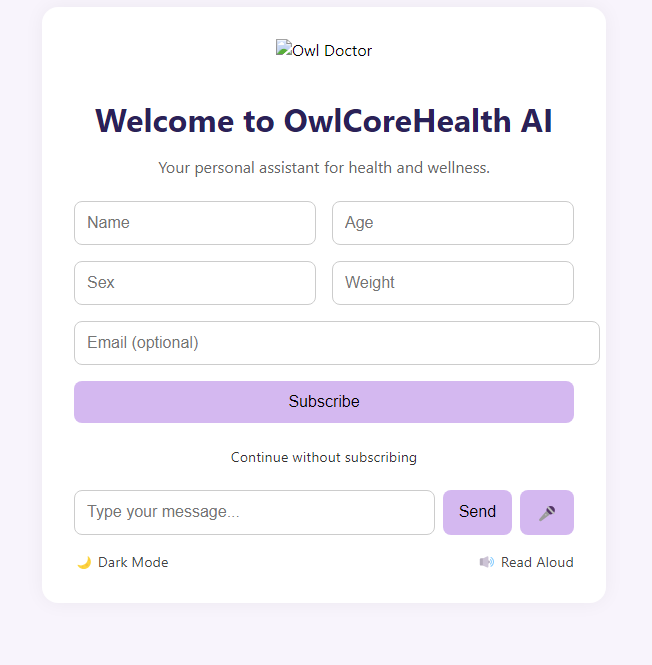 Owl Doctor
Welcome to OwlCoreHealth AI
Your personal assistant for health and wellness.
Name
Age
Sex
Weight
Email (optional)
Subscribe
Continue without subscribing
Type your message...
Send
Dark Mode
Read Aloud